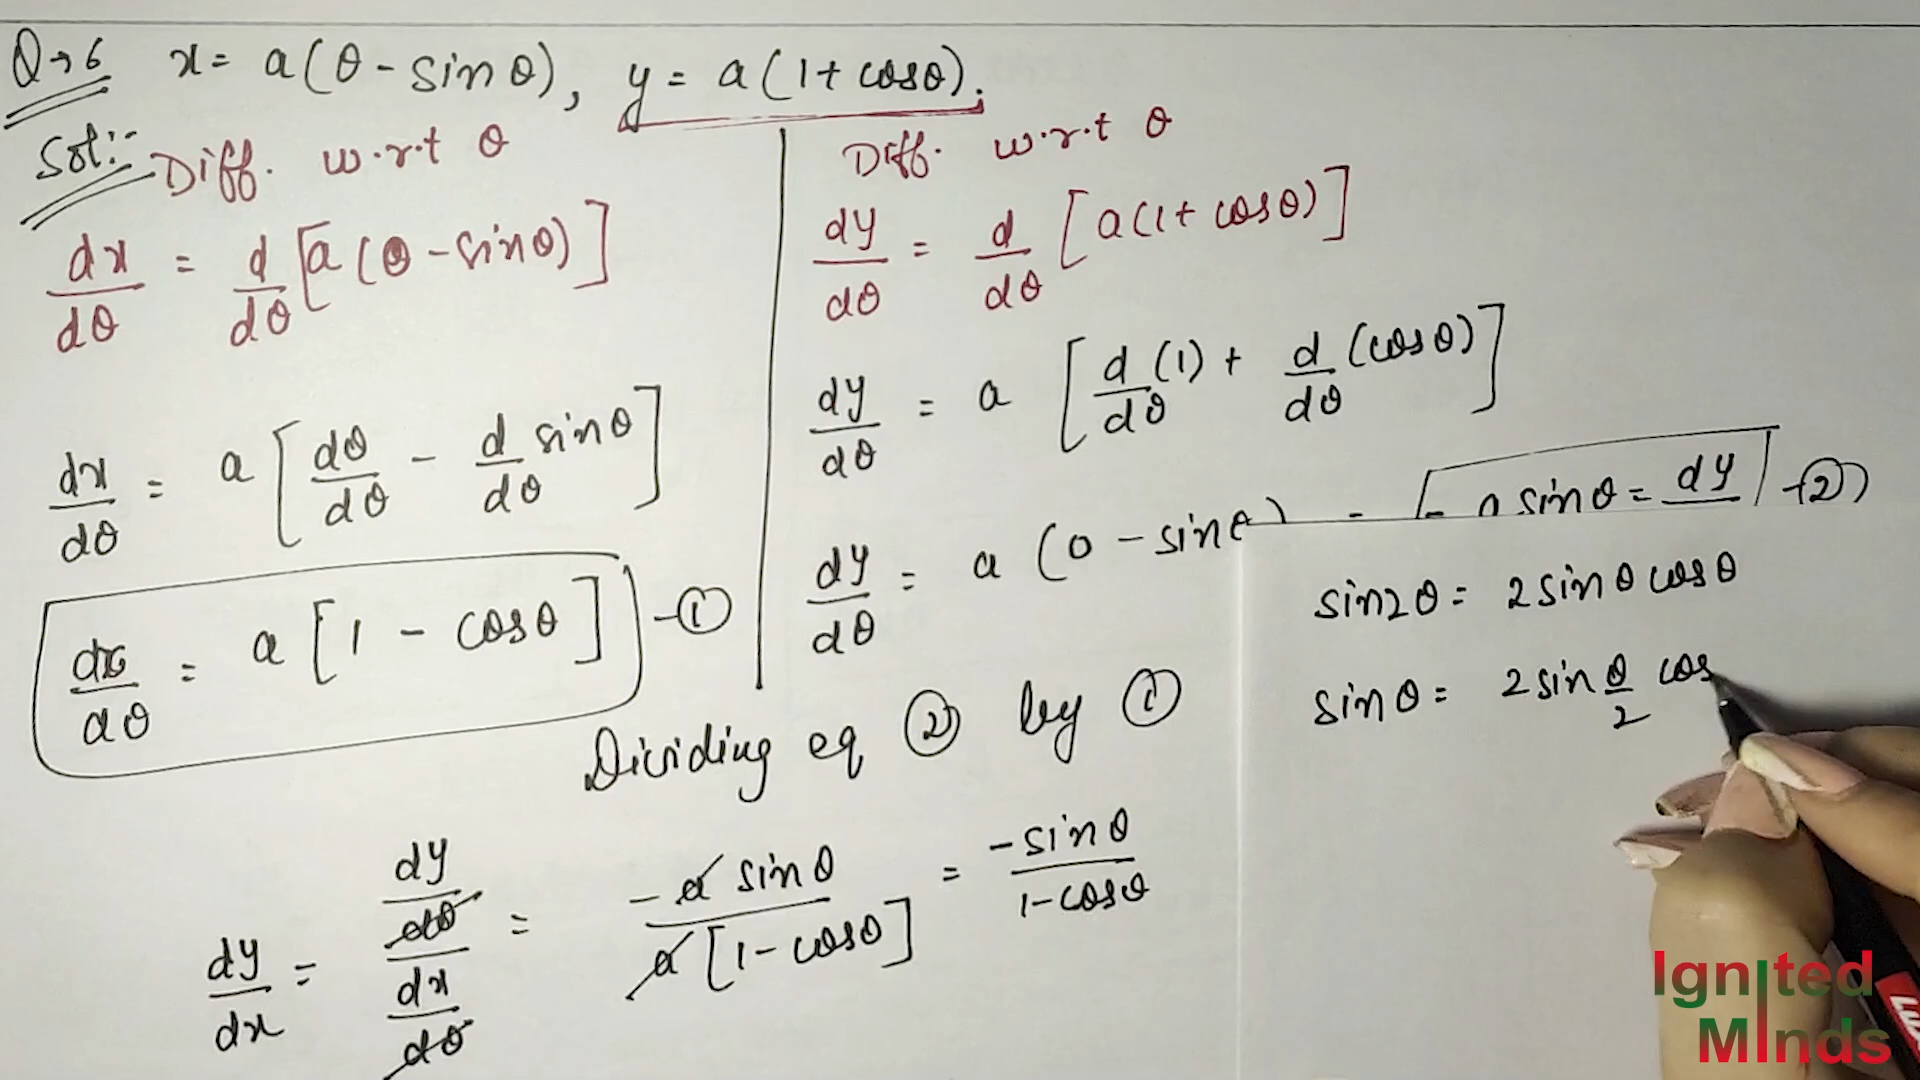 Q→6 x = a(θ - sinθ), y = a(1 + cosθ).
Sol:-
Diff. w.r.t θ
dx/dθ = d/dθ [a(θ - sinθ)]
dx/dθ = a [dθ/dθ - d/dθ sinθ]
dx/dθ = a [1 - cosθ] -①
Diff. w.r.t θ
dy/dθ = d/dθ [a(1 + cosθ)]
dy/dθ = a [d/dθ (1) + d/dθ (cosθ)]
dy/dθ = a (0 - sinθ) = - a sinθ = dy -②
Dividing eq ② by ①
dy/dx = dy/dθ / dx/dθ = -a sinθ / a[1 - cosθ] = -sinθ / 1-cosθ
sin2θ = 2sinθ cosθ
sinθ = 2sin θ/2 cos
Ignited
Minds